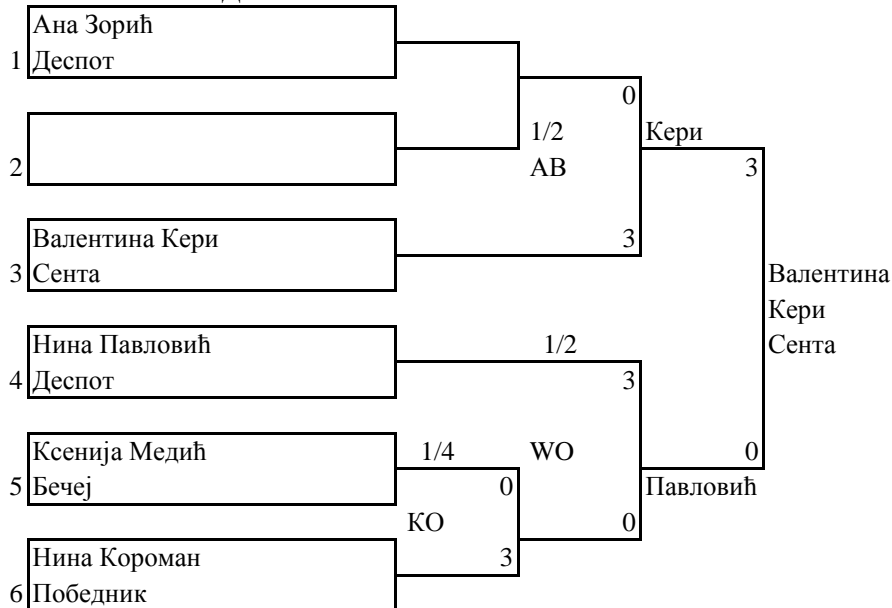 Ана Зорић
1 Деспот
0
1/2
Кери
2
АВ
3
Валентина Кери
3
3 Сента
Валентина
Кери
Нина Павловић
1/2
Сента
4 Деспот
3
Ксенија Медић
1/4
WO
0
5 Бечеј
0
Павловић
КО
0
Нина Короман
3
6 Победник